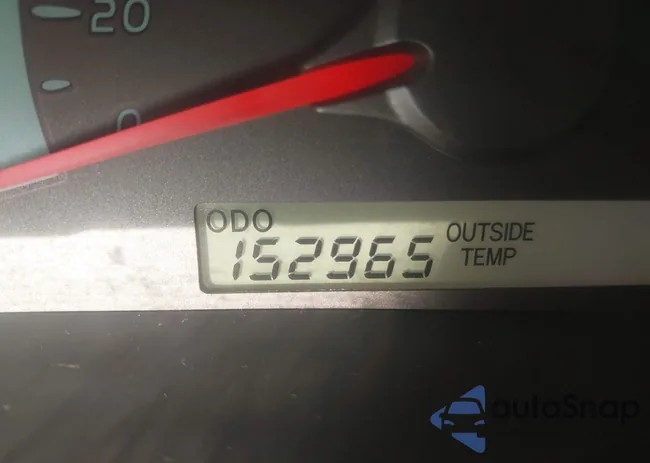 20
0
ODO
152965
OUTSIDE
TEMP
autoSnap